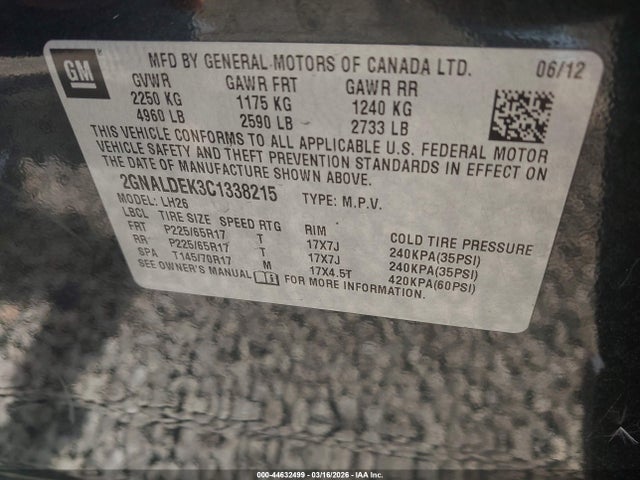 GM
MFD BY GENERAL MOTORS OF CANADA LTD. 06/12
GVWR GAWR FRT GAWR RR
2250 KG 1175 KG 1240 KG
4960 LB 2590 LB 2733 LB
THIS VEHICLE CONFORMS TO ALL APPLICABLE U.S. FEDERAL MOTOR
VEHICLE SAFETY AND THEFT PREVENTION STANDARDS IN EFFECT ON
THE DATE OF MANUFACTURE SHOWN ABOVE.
2GNALDEK3C1338215 TYPE: M.P.V.
MODEL: LH26
LBCL TIRE SIZE SPEED RTG RIM COLD TIRE PRESSURE
FRT P225/65R17 T 17X7J 240KPA(35PSI)
RR P225/65R17 T 17X7J 240KPA(35PSI)
SPA T145/70R17 M 17X4.5T 420KPA(60PSI)
SEE OWNER'S MANUAL FOR MORE INFORMATION.
000-44632499 - 03/16/2026 - IAA Inc.